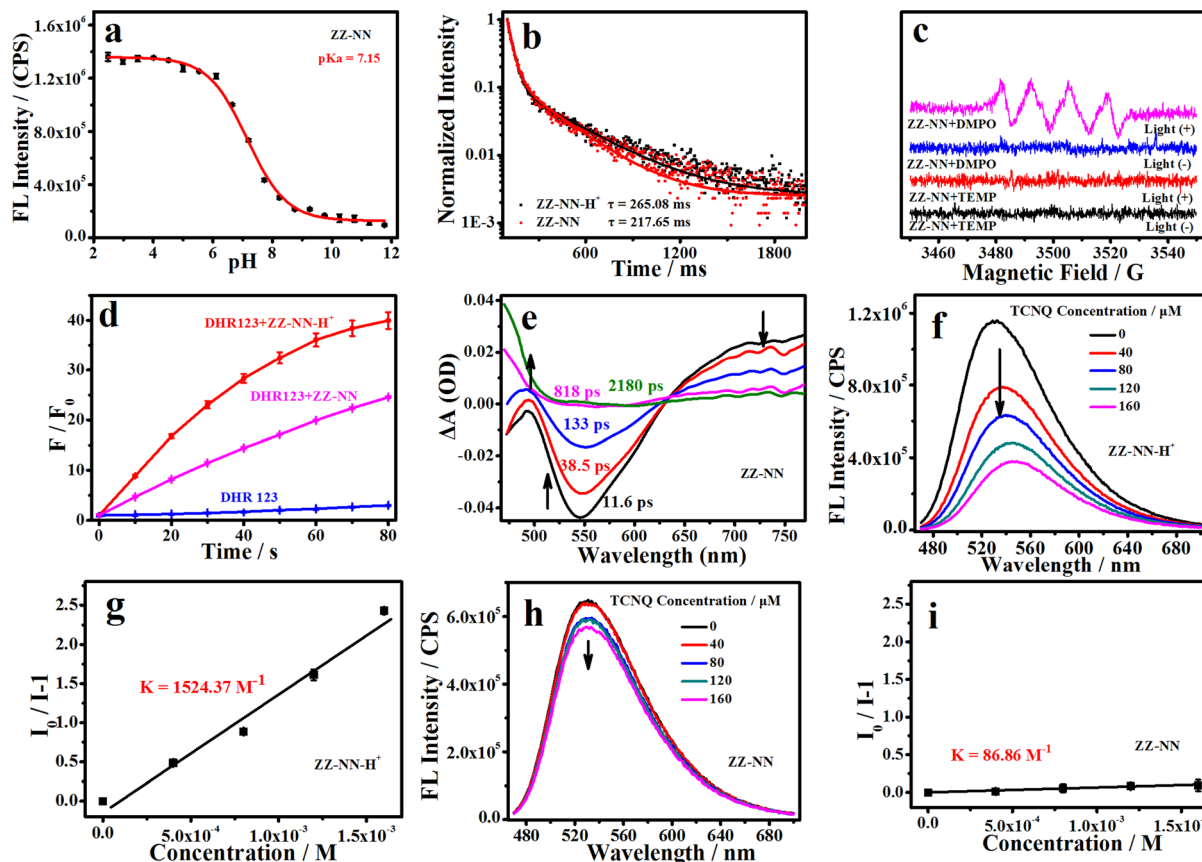 a
ZZ-NN
pKa = 7.15
FL Intensity / (CPS)
1.6x10⁶
1.2x10⁶
8.0x10⁵
4.0x10⁵
0.0
2 4 6 8 10 12
pH
b
Normalized Intensity
1
0.1
0.01
1E-3
ZZ-NN-H⁺ τ = 265.08 ms
ZZ-NN τ = 217.65 ms
600 1200 1800
Time / ms
c
ZZ-NN+DMPO Light (+)
ZZ-NN+DMPO Light (-)
ZZ-NN+TEMP Light (+)
ZZ-NN+TEMP Light (-)
3450 3480 3510 3540
Magnetic Field / G
d
DHR123+ZZ-NN-H⁺
DHR123+ZZ-NN
DHR 123
F / F₀
40
30
20
10
0
0 20 40 60 80
Time / s
e
ΔA (OD)
0.04
0.02
0.00
-0.02
-0.04
818 ps
2180 ps
133 ps
38.5 ps
11.6 ps
ZZ-NN
500 550 600 650 700 750
Wavelength (nm)
f
TCNQ Concentration / μM
0
40
80
120
160
ZZ-NN-H⁺
FL Intensity / CPS
1.2x10⁶
8.0x10⁵
4.0x10⁵
0.0
480 520 560 600 640 680
Wavelength / nm
g
K = 1524.37 M⁻¹
ZZ-NN-H⁺
I₀ / I-1
2.5
2.0
1.5
1.0
0.5
0.0
0.0 5.0x10⁻⁴ 1.0x10⁻³ 1.5x10⁻³
Concentration / M
h
TCNQ Concentration / μM
0
40
80
120
160
ZZ-NN
FL Intensity / CPS
6.0x10⁵
4.0x10⁵
2.0x10⁵
0.0
480 520 560 600 640 680
Wavelength / nm
i
K = 86.86 M⁻¹
ZZ-NN
I₀ / I-1
2.5
2.0
1.5
1.0
0.5
0.0
0.0 5.0x10⁻⁴ 1.0x10⁻³ 1.5x10⁻³
Concentration / M